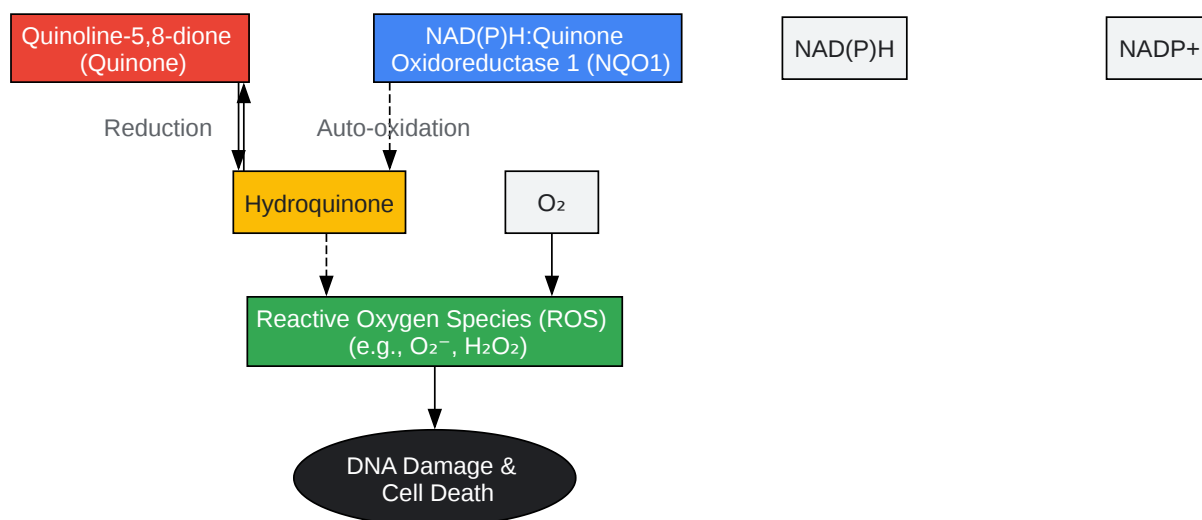 Quinoline-5,8-dione
(Quinone)
NAD(P)H:Quinone
Oxidoreductase 1 (NQO1)
NAD(P)H
NADP+
Reduction
Auto-oxidation
Hydroquinone
O₂
Reactive Oxygen Species (ROS)
(e.g., O₂⁻, H₂O₂)
DNA Damage &
Cell Death